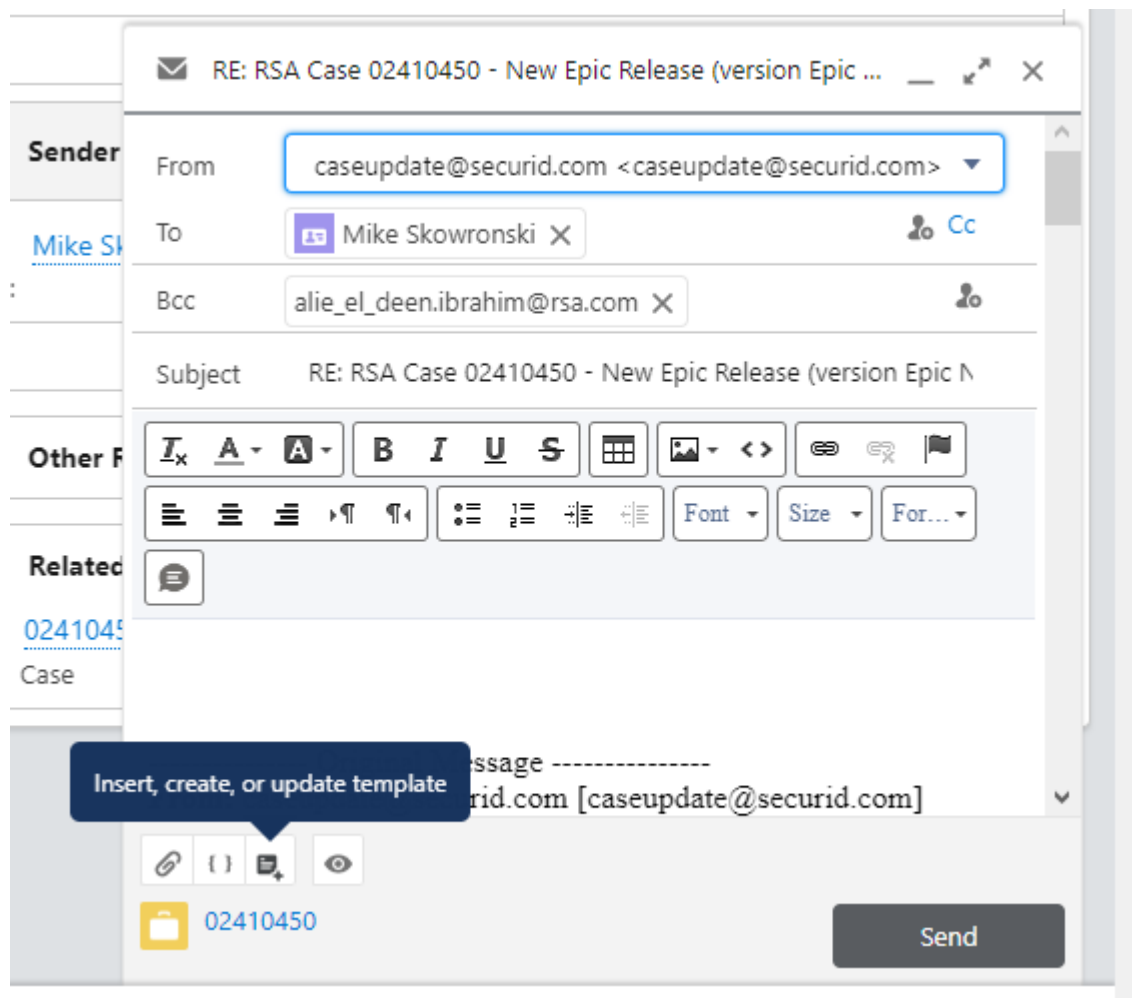 RE: RSA Case 02410450 - New Epic Release (version Epic ...
Sender
From
caseupdate@securid.com <caseupdate@securid.com>
Mike Sk
To
Mike Skowronski
Cc
:
Bcc
alie_el_deen.ibrahim@rsa.com
Subject
RE: RSA Case 02410450 - New Epic Release (version Epic N
Other R
Font
Size
For...
Related
0241045
Case
Message ---------------
Insert, create, or update template
rid.com [caseupdate@securid.com]
02410450
Send